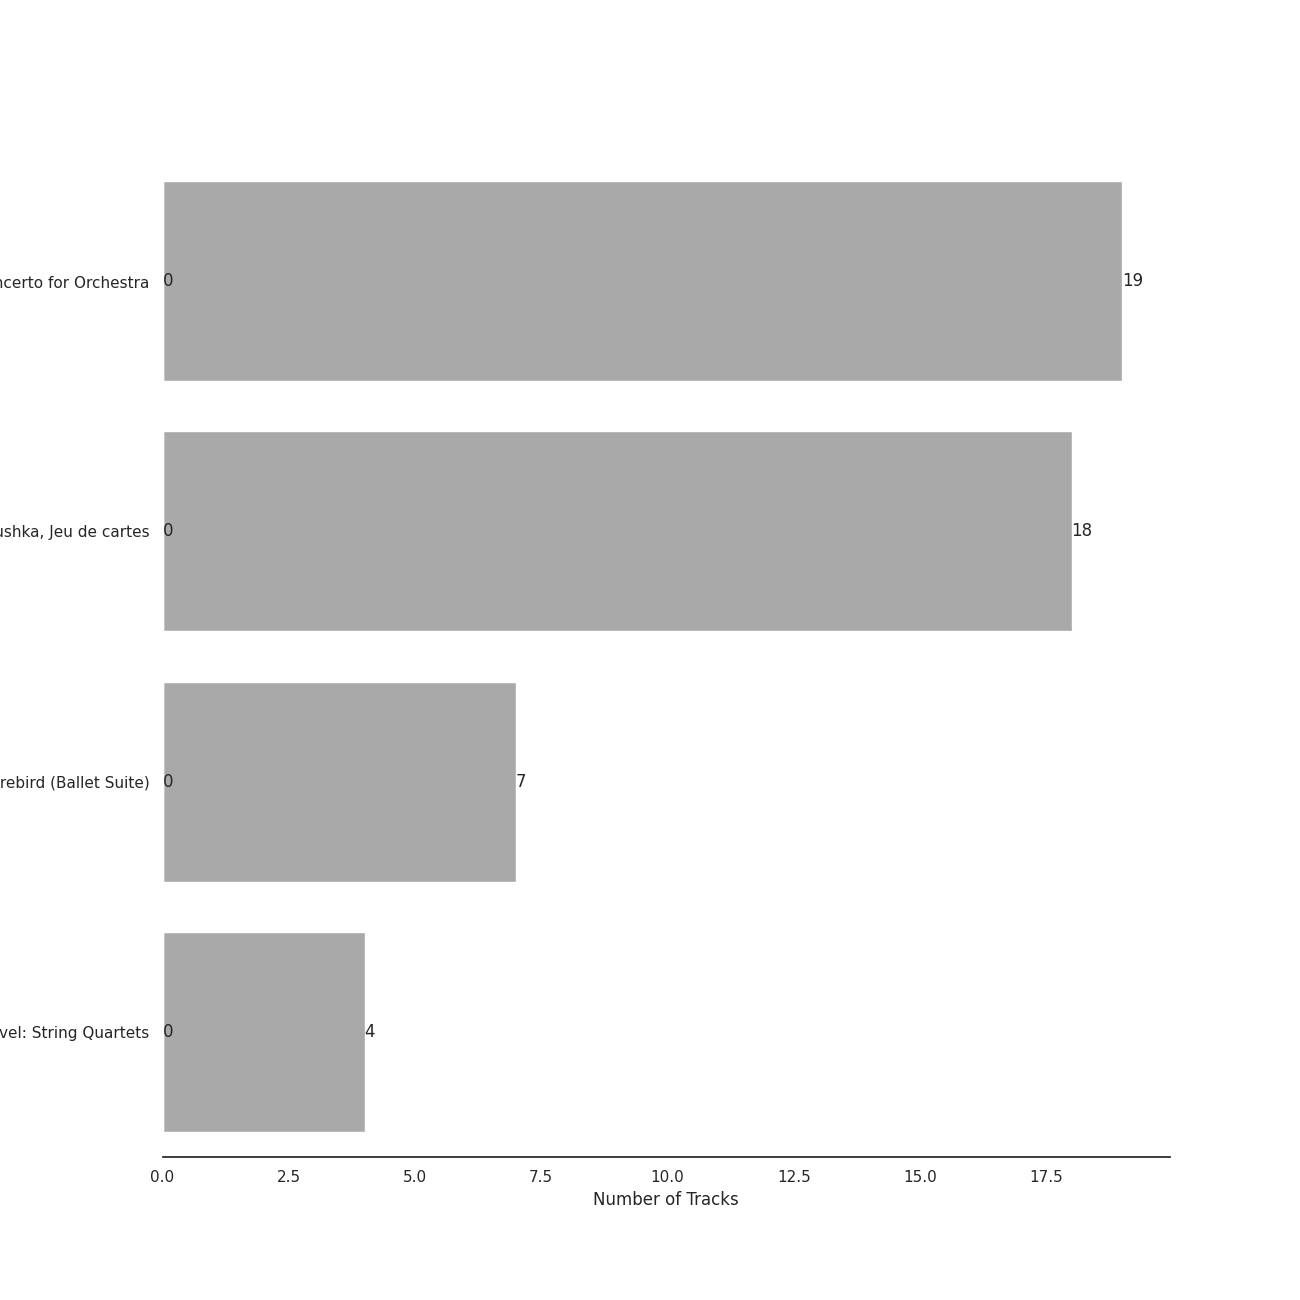 ncerto for Orchestra 0 19
ushka, Jeu de cartes 0 18
rebird (Ballet Suite) 0 7
vel: String Quartets 0 4
0.0 2.5 5.0 7.5 10.0 12.5 15.0 17.5
Number of Tracks